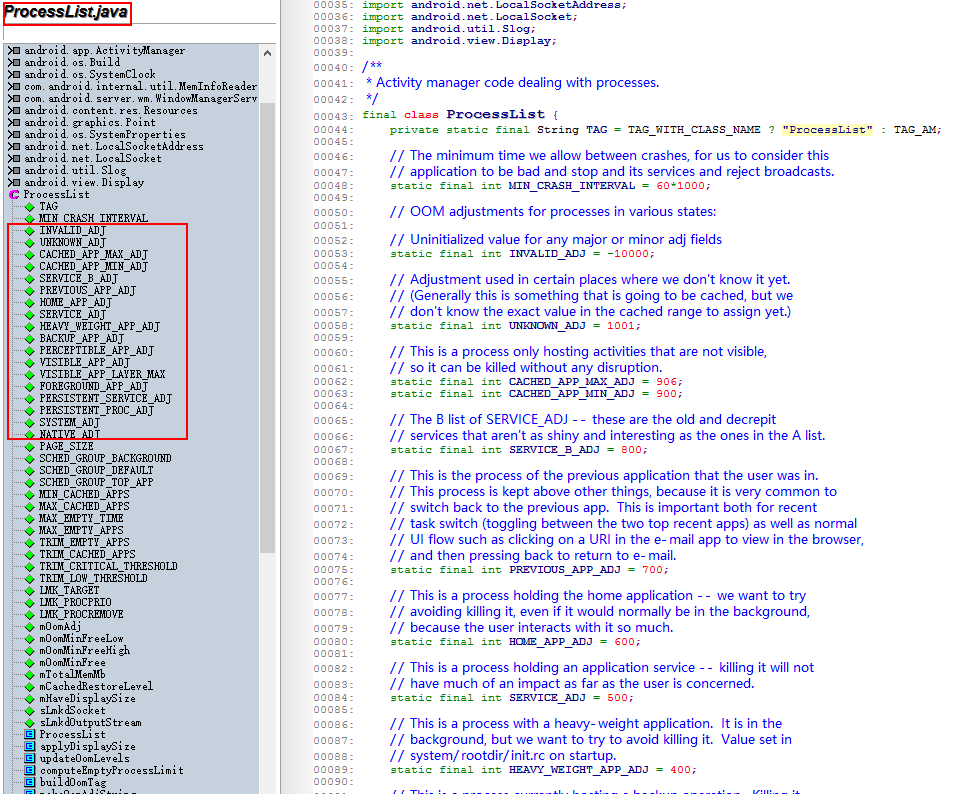 ProcessList.java
android.app.ActivityManager
android.os.Build
android.os.SystemClock
com.android.internal.util.MemInfoReader
com.android.server.wm.WindowManagerServ
android.content.res.Resources
android.graphics.Point
android.os.SystemProperties
android.net.LocalSocketAddress
android.net.LocalSocket
android.util.Slog
android.view.Display
ProcessList
TAG
MIN_CRASH_INTERVAL
INVALID_ADJ
UNKNOWN_ADJ
CACHED_APP_MAX_ADJ
CACHED_APP_MIN_ADJ
SERVICE_B_ADJ
PREVIOUS_APP_ADJ
HOME_APP_ADJ
SERVICE_ADJ
HEAVY_WEIGHT_APP_ADJ
BACKUP_APP_ADJ
PERCEPTIBLE_APP_ADJ
VISIBLE_APP_ADJ
VISIBLE_APP_LAYER_MAX
FOREGROUND_APP_ADJ
PERSISTENT_SERVICE_ADJ
PERSISTENT_PROC_ADJ
SYSTEM_ADJ
NATIVE_ADJ
PAGE_SIZE
SCHED_GROUP_BACKGROUND
SCHED_GROUP_DEFAULT
SCHED_GROUP_TOP_APP
MIN_CACHED_APPS
MAX_CACHED_APPS
MAX_EMPTY_TIME
MAX_EMPTY_APPS
TRIM_EMPTY_APPS
TRIM_CACHED_APPS
TRIM_CRITICAL_THRESHOLD
TRIM_LOW_THRESHOLD
LMK_TARGET
LMK_PROCPRIO
LMK_PROCREMOVE
mOomAdj
mOomMinFreeLow
mOomMinFreeHigh
mOomMinFree
mTotalMemMb
mCachedRestoreLevel
mHaveDisplaySize
sLmkdSocket
sLmkdOutputStream
ProcessList
applyDisplaySize
updateOomLevels
computeEmptyProcessLimit
buildOomTag
00035: import android.net.LocalSocketAddress;
00036: import android.net.LocalSocket;
00037: import android.util.Slog;
00038: import android.view.Display;
00039:
00040: /**
00041: * Activity manager code dealing with processes.
00042: */
00043: final class ProcessList {
00044: private static final String TAG = TAG_WITH_CLASS_NAME ? "ProcessList" : TAG_AM;
00045:
00046: // The minimum time we allow between crashes, for us to consider this
00047: // application to be bad and stop and its services and reject broadcasts.
00048: static final int MIN_CRASH_INTERVAL = 60*1000;
00049:
00050: // OOM adjustments for processes in various states:
00051:
00052: // Uninitialized value for any major or minor adj fields
00053: static final int INVALID_ADJ = -10000;
00054:
00055: // Adjustment used in certain places where we don't know it yet.
00056: // (Generally this is something that is going to be cached, but we
00057: // don't know the exact value in the cached range to assign yet.)
00058: static final int UNKNOWN_ADJ = 1001;
00059:
00060: // This is a process only hosting activities that are not visible,
00061: // so it can be killed without any disruption.
00062: static final int CACHED_APP_MAX_ADJ = 906;
00063: static final int CACHED_APP_MIN_ADJ = 900;
00064:
00065: // The B list of SERVICE_ADJ -- these are the old and decrepit
00066: // services that aren't as shiny and interesting as the ones in the A list.
00067: static final int SERVICE_B_ADJ = 800;
00068:
00069: // This is the process of the previous application that the user was in.
00070: // This process is kept above other things, because it is very common to
00071: // switch back to the previous app. This is important both for recent
00072: // task switch (toggling between the two top recent apps) as well as normal
00073: // UI flow such as clicking on a URI in the e-mail app to view in the browser,
00074: // and then pressing back to return to e-mail.
00075: static final int PREVIOUS_APP_ADJ = 700;
00076:
00077: // This is a process holding the home application -- we want to try
00078: // avoiding killing it, even if it would normally be in the background,
00079: // because the user interacts with it so much.
00080: static final int HOME_APP_ADJ = 600;
00081:
00082: // This is a process holding an application service -- killing it will not
00083: // have much of an impact as far as the user is concerned.
00084: static final int SERVICE_ADJ = 500;
00085:
00086: // This is a process with a heavy-weight application. It is in the
00087: // background, but we want to try to avoid killing it. Value set in
00088: // system/rootdir/init.rc on startup.
00089: static final int HEAVY_WEIGHT_APP_ADJ = 400;
00090:
// This is a process currently hosting a backup operation. Killing it